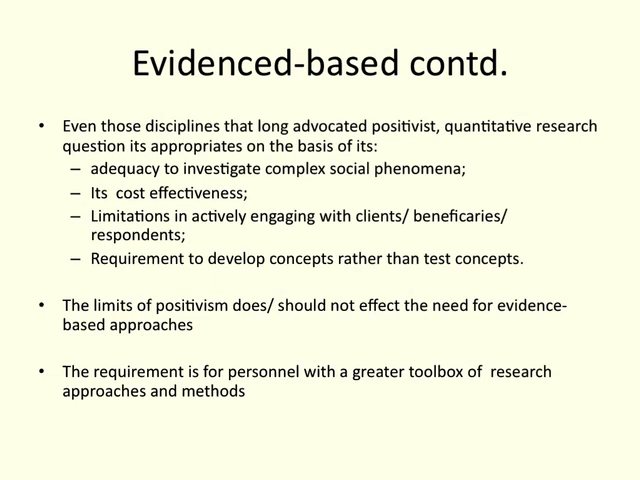 Evidenced-based contd.
• Even those disciplines that long advocated positivist, quantitative research
question its appropriates on the basis of its:
– adequacy to investigate complex social phenomena;
– Its  cost effectiveness;
– Limitations in actively engaging with clients/ beneficaries/
respondents;
– Requirement to develop concepts rather than test concepts.
• The limits of positivism does/ should not effect the need for evidence-
based approaches
• The requirement is for personnel with a greater toolbox of  research
approaches and methods